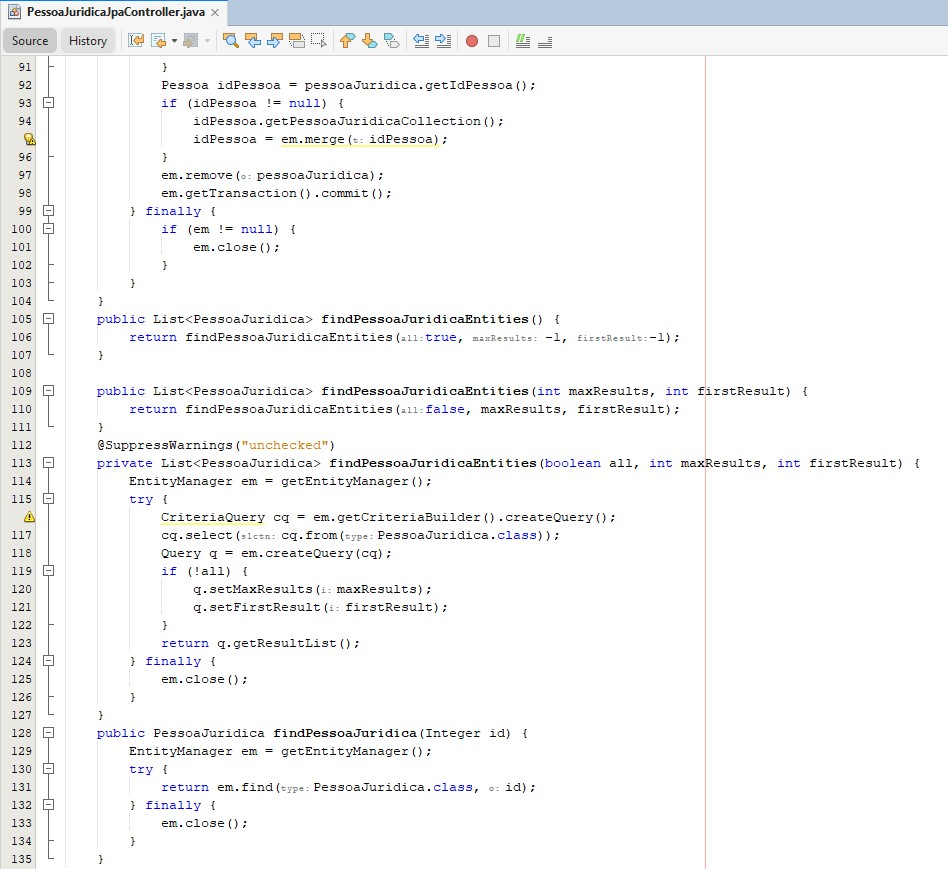 PessoaJuridicaJpaController.java
Source History
91 }
92 Pessoa idPessoa = pessoaJuridica.getIdPessoa();
93 if (idPessoa != null) {
94 idPessoa.getPessoaJuridicaCollection();
idPessoa = em.merge(t: idPessoa);
96 }
97 em.remove(o: pessoaJuridica);
98 em.getTransaction().commit();
99 } finally {
100 if (em != null) {
101 em.close();
102 }
103 }
104 }
105 public List<PessoaJuridica> findPessoaJuridicaEntities() {
106 return findPessoaJuridicaEntities(all: true, maxResults: -1, firstResult: -1);
107 }
108
109 public List<PessoaJuridica> findPessoaJuridicaEntities(int maxResults, int firstResult) {
110 return findPessoaJuridicaEntities(all: false, maxResults, firstResult);
111 }
112 @SuppressWarnings("unchecked")
113 private List<PessoaJuridica> findPessoaJuridicaEntities(boolean all, int maxResults, int firstResult) {
114 EntityManager em = getEntityManager();
115 try {
CriteriaQuery cq = em.getCriteriaBuilder().createQuery();
117 cq.select(slctn: cq.from(type: PessoaJuridica.class));
118 Query q = em.createQuery(cq);
119 if (!all) {
120 q.setMaxResults(i: maxResults);
121 q.setFirstResult(i: firstResult);
122 }
123 return q.getResultList();
124 } finally {
125 em.close();
126 }
127 }
128 public PessoaJuridica findPessoaJuridica(Integer id) {
129 EntityManager em = getEntityManager();
130 try {
131 return em.find(type: PessoaJuridica.class, o: id);
132 } finally {
133 em.close();
134 }
135 }